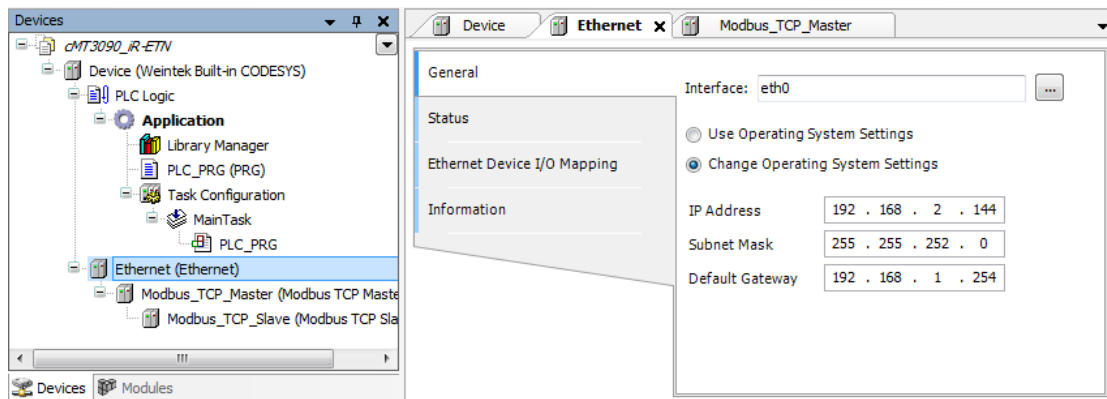 Devices
cMT3090_iR-ETN
Device (Weintek Built-in CODESYS)
PLC Logic
Application
Library Manager
PLC_PRG (PRG)
Task Configuration
MainTask
PLC_PRG
Ethernet (Ethernet)
Modbus_TCP_Master (Modbus TCP Maste
Modbus_TCP_Slave (Modbus TCP Sla
Devices Modules
Device Ethernet Modbus_TCP_Master
General
Status
Ethernet Device I/O Mapping
Information
Interface: eth0 ...
Use Operating System Settings
Change Operating System Settings
IP Address 192 . 168 . 2 . 144
Subnet Mask 255 . 255 . 252 . 0
Default Gateway 192 . 168 . 1 . 254